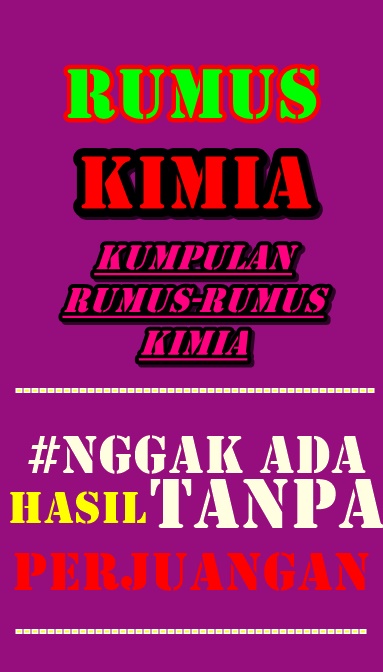 RUMUS
KIMIA
KUMPULAN
RUMUS-RUMUS
KIMIA
#NGGAK ADA
HASIL TANPA
PERJUANGAN